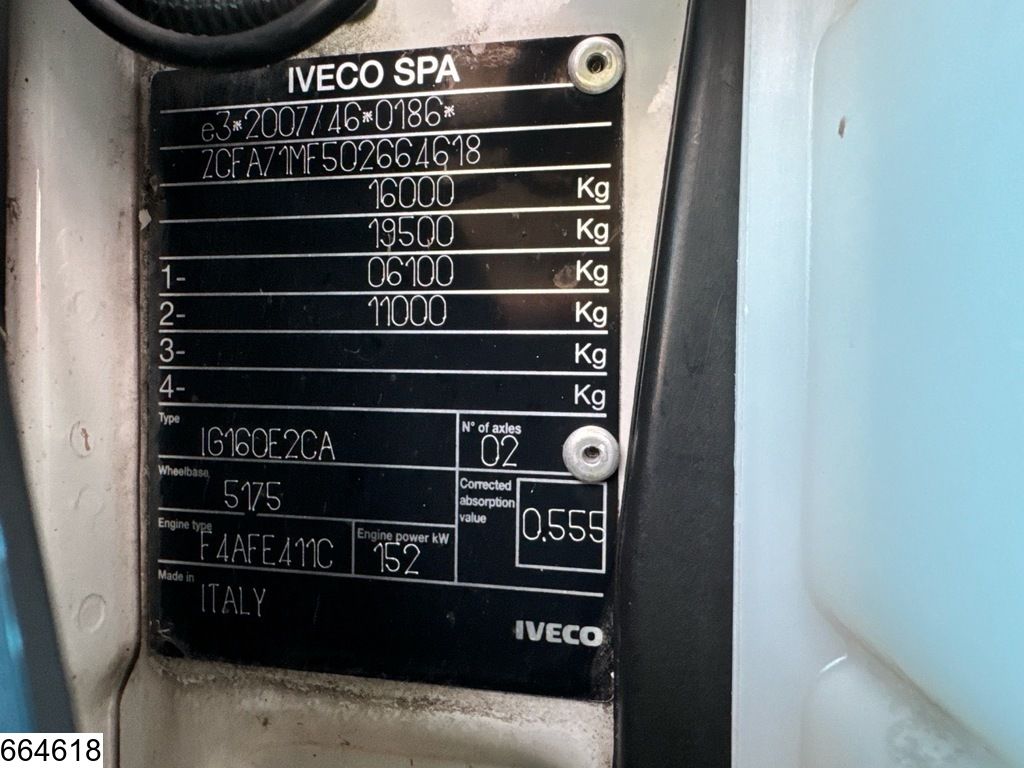 IVECO SPA
e3*2007/46*0186*
ZCFA71MF502664618
16000 Kg
19500 Kg
1- 06100 Kg
2- 11000 Kg
3- Kg
4- Kg
Type
IG160E2CA
N° of axles
02
Wheelbase
5175
Corrected
absorption
value
0.555
Engine type
F4AFE411C
Engine power kW
152
Made in
ITALY
IVECO
664618